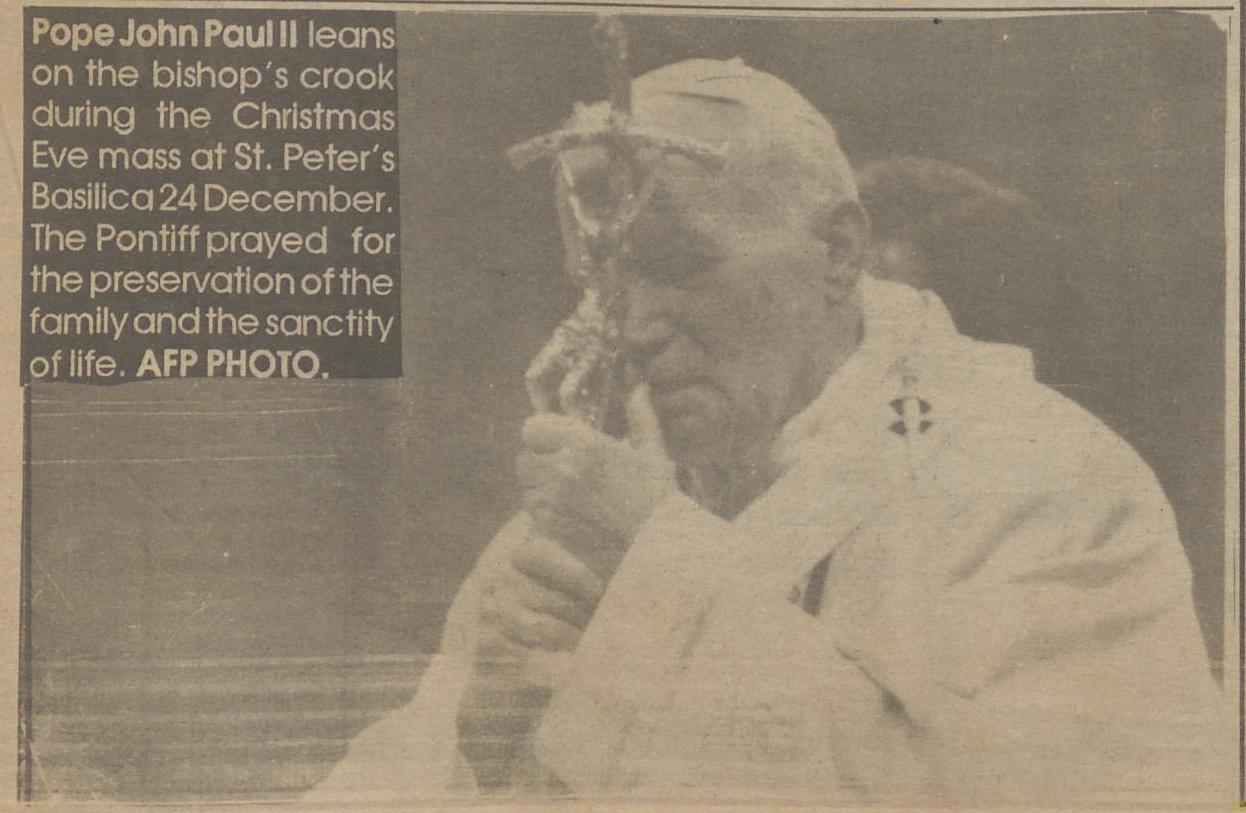 Pope John Paul II leans
on the bishop's crook
during the Christmas
Eve mass at St. Peter's
Basilica 24 December.
The Pontiff prayed for
the preservation of the
family and the sanctity
of life. AFP PHOTO.